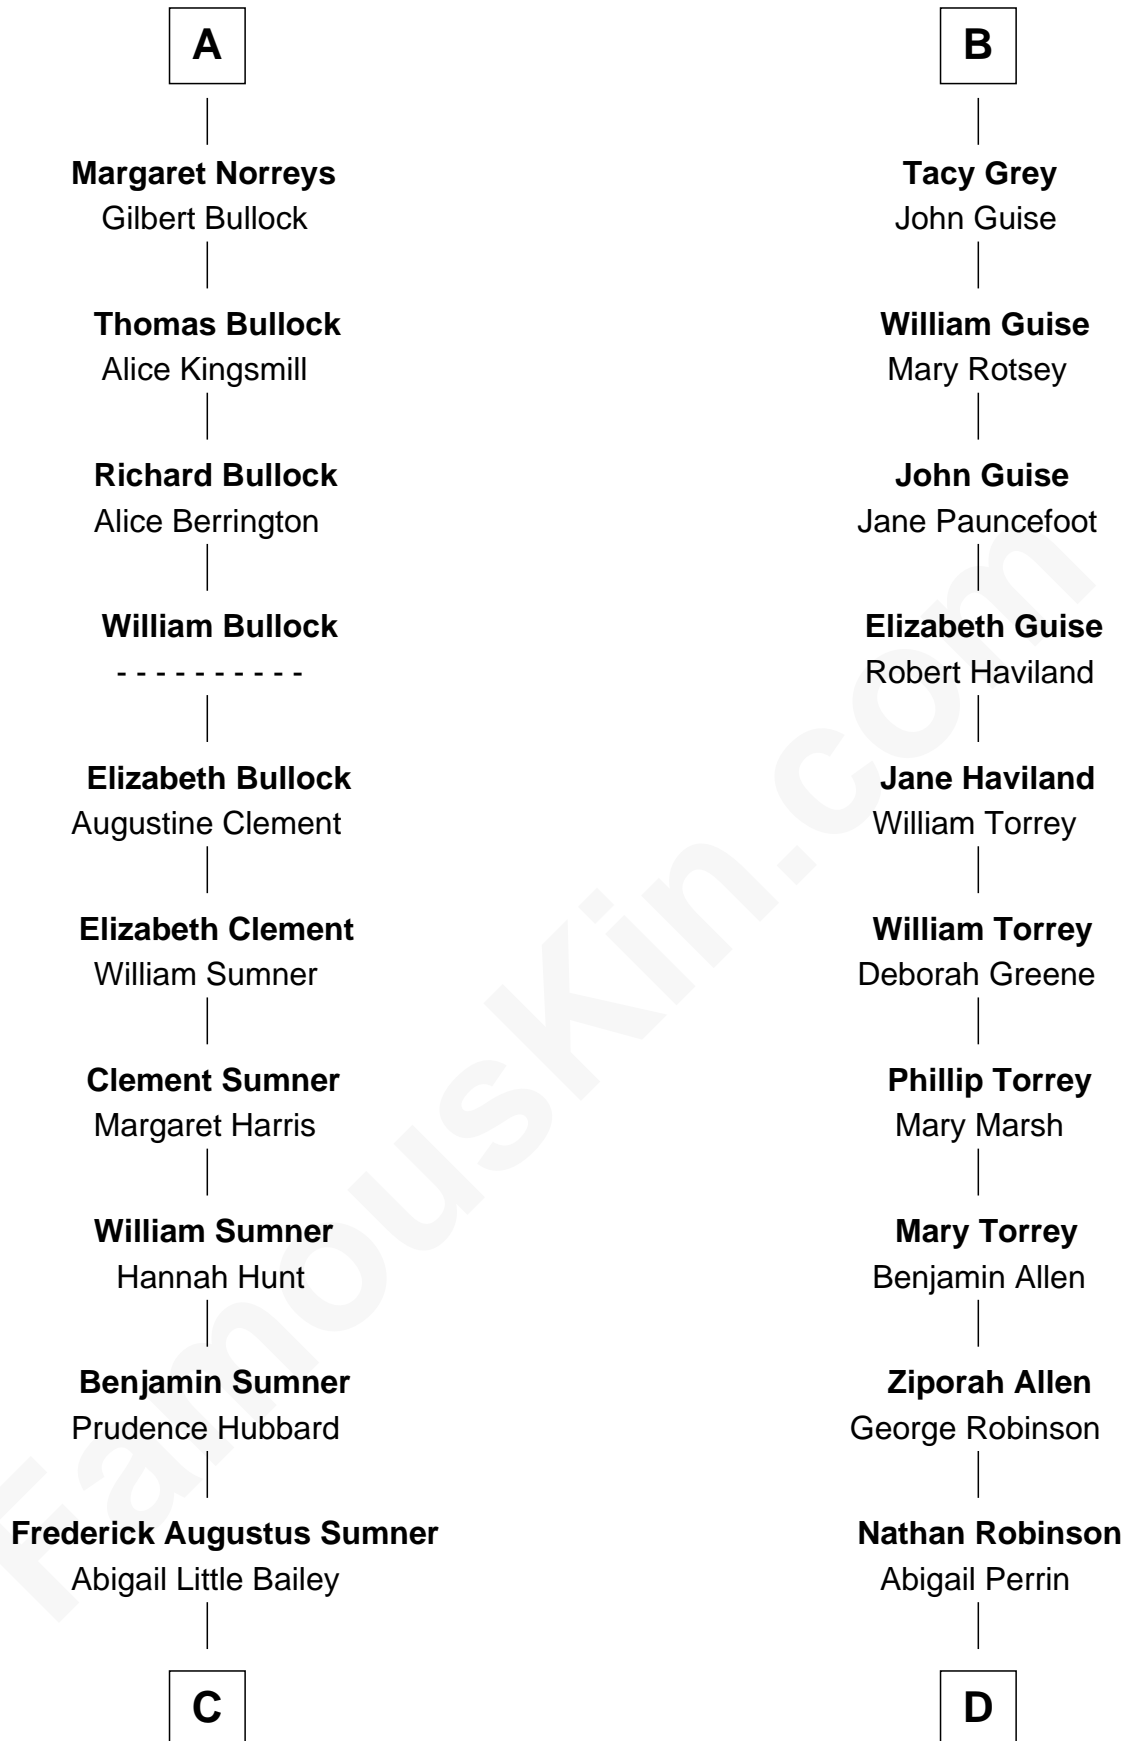 A
Margaret Norreys
Gilbert Bullock
Thomas Bullock
Alice Kingsmill
Richard Bullock
Alice Berrington
William Bullock
- - - - - - - - - -
Elizabeth Bullock
Augustine Clement
Elizabeth Clement
William Sumner
Clement Sumner
Margaret Harris
William Sumner
Hannah Hunt
Benjamin Sumner
Prudence Hubbard
Frederick Augustus Sumner
Abigail Little Bailey
C
B
Tacy Grey
John Guise
William Guise
Mary Rotsey
John Guise
Jane Pauncefoot
Elizabeth Guise
Robert Haviland
Jane Haviland
William Torrey
William Torrey
Deborah Greene
Phillip Torrey
Mary Marsh
Mary Torrey
Benjamin Allen
Ziporah Allen
George Robinson
Nathan Robinson
Abigail Perrin
D
FamousKin.com